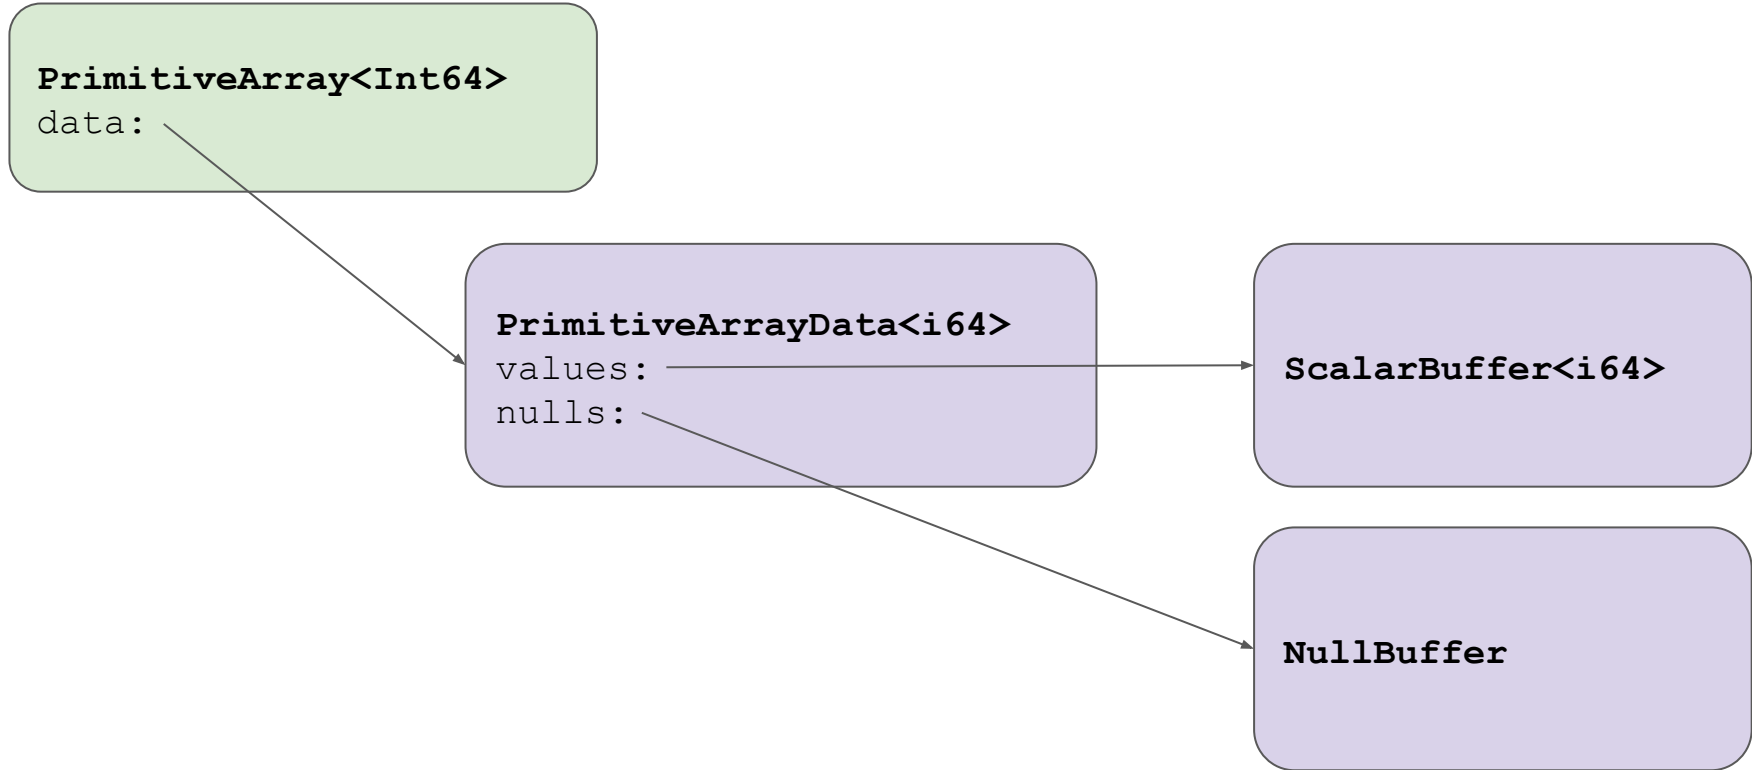 PrimitiveArray<Int64>
data:
PrimitiveArrayData<i64>
values:
nulls:
ScalarBuffer<i64>
NullBuffer